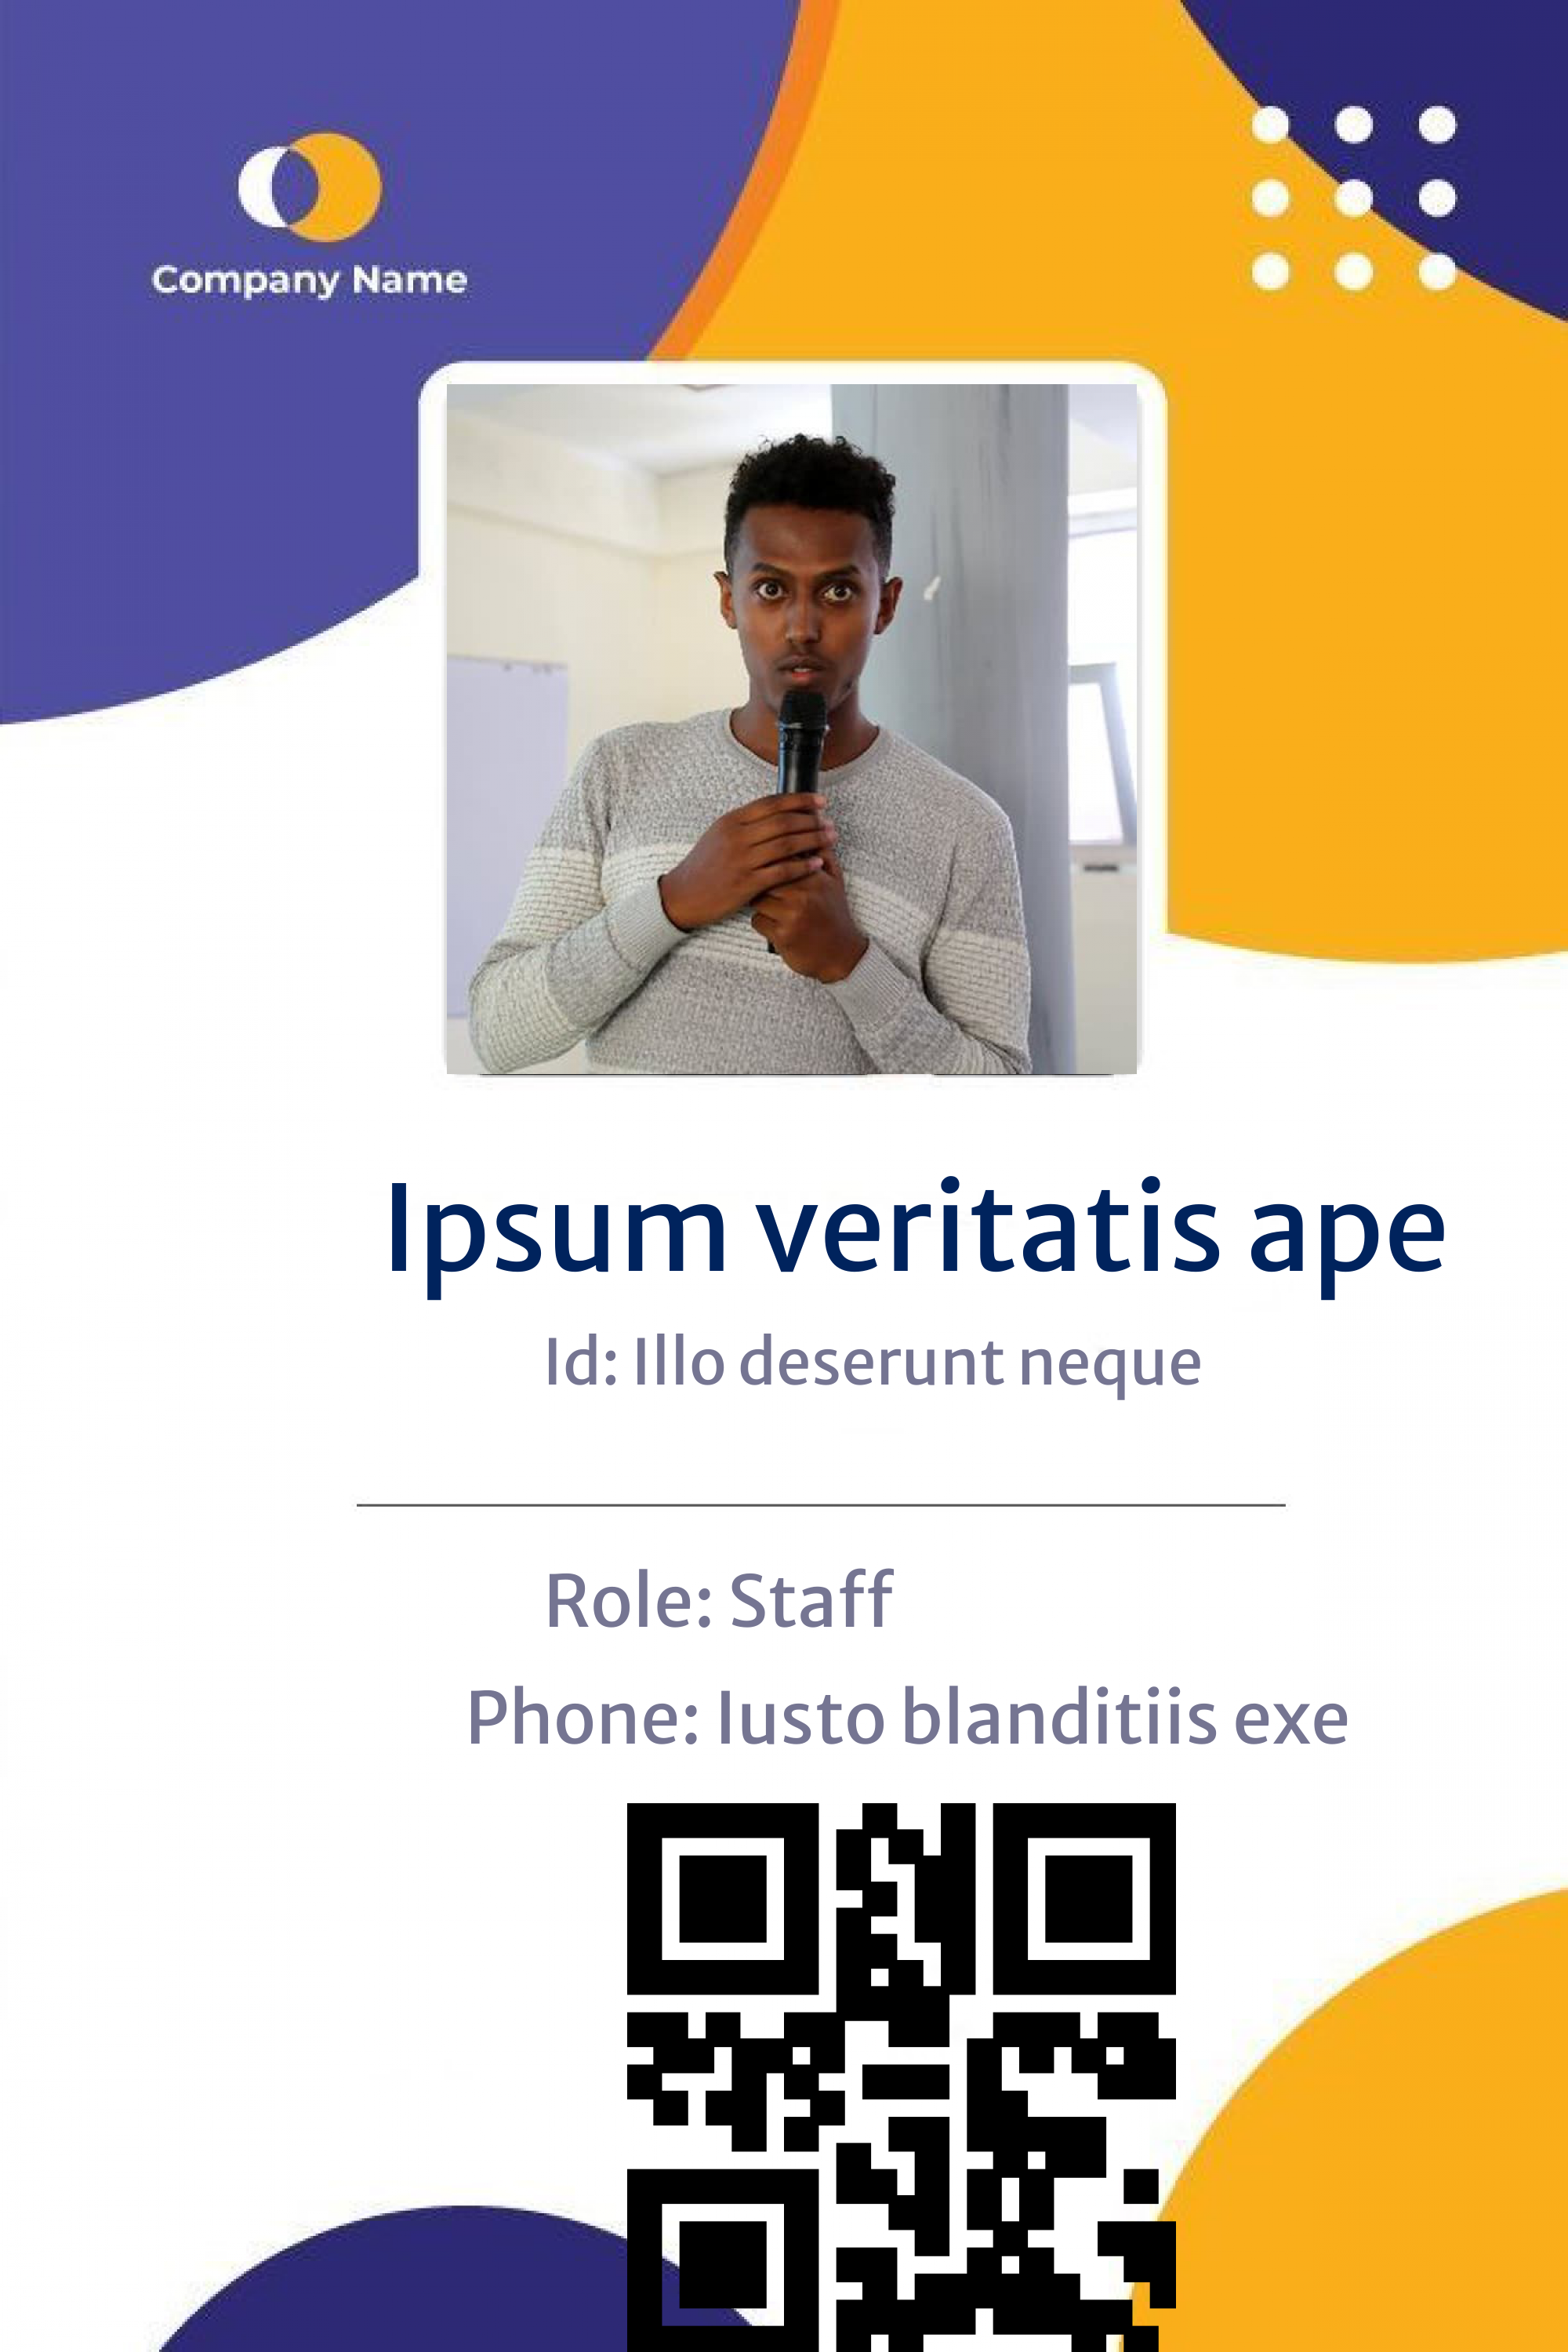 Company Name
Ipsum veritatis ape
Id: Illo deserunt neque
Role: Staff
Phone: Iusto blanditiis exe